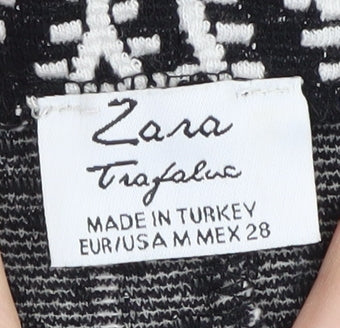 Zara
Trafaluc
MADE IN TURKEY
EUR/USA M MEX 28